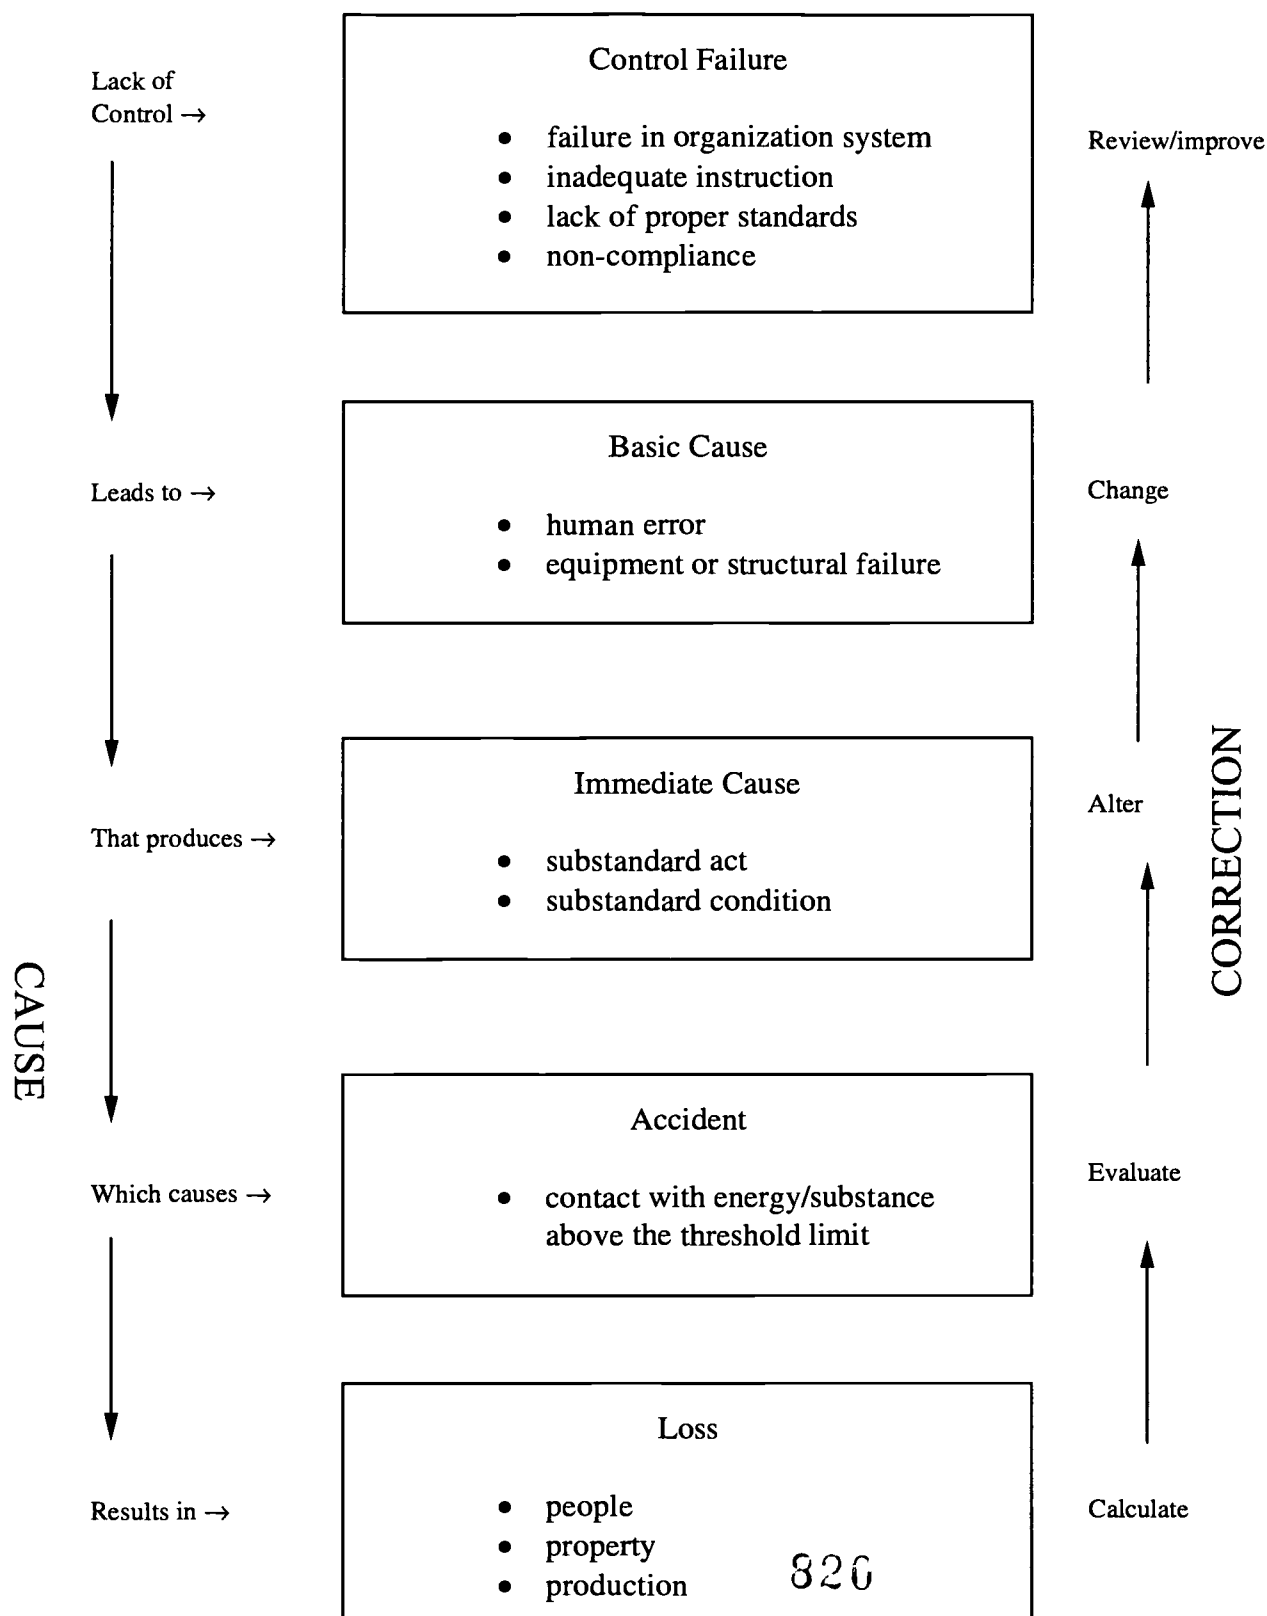 Control Failure
Lack of
Control →
• failure in organization system
Review/improve
• inadequate instruction
• lack of proper standards
• non-compliance
Basic Cause
Leads to →
Change
• human error
• equipment or structural failure
Immediate Cause
That produces →
Alter
• substandard act
• substandard condition
CAUSE
CORRECTION
Accident
Which causes →
Evaluate
• contact with energy/substance
above the threshold limit
Loss
Results in →
Calculate
• people
• property
• production
820